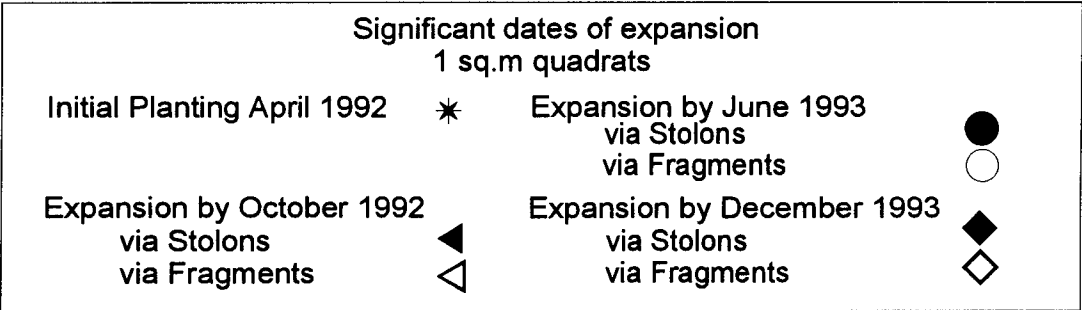 Significant dates of expansion
1 sq.m quadrats
Initial Planting April 1992
Expansion by June 1993
via Stolons
via Fragments
Expansion by October 1992
via Stolons
via Fragments
Expansion by December 1993
via Stolons
via Fragments